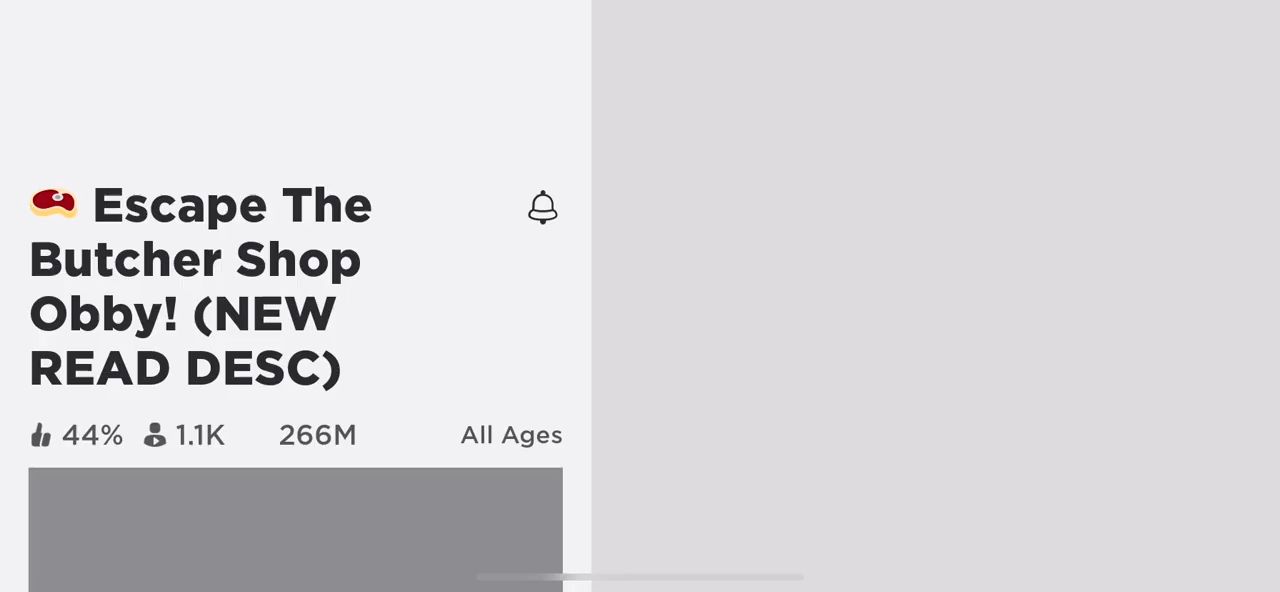 🥩 Escape The
Butcher Shop
Obby! (NEW
READ DESC)
44% 1.1K 266M All Ages